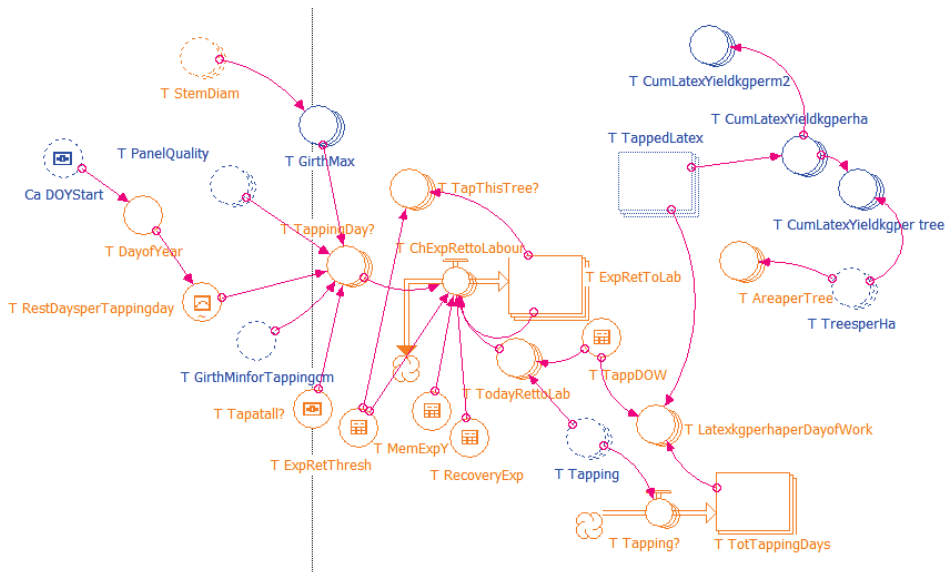 T CumLatexYieldkgperm2
T StemDiam
T CumLatexYieldkgperha
T TappedLatex
T PanelQuality
T GirthMax
Ca DOYStart
T TapThisTree?
T CumLatexYieldkgper tree
T TappingDay?
T ChExpRettoLabour
T DayofYear
T ExpRetToLab
T AreaperTree
T RestDaysperTappingday
T TreesperHa
T GirthMinforTappingcm
T TappDOW
T TodayRettoLab
T Tapatall?
T LatexkgperhaperDayofWork
T MemExpY
T ExpRetThresh
T RecoveryExp
T Tapping
T Tapping?
T TotTappingDays
~